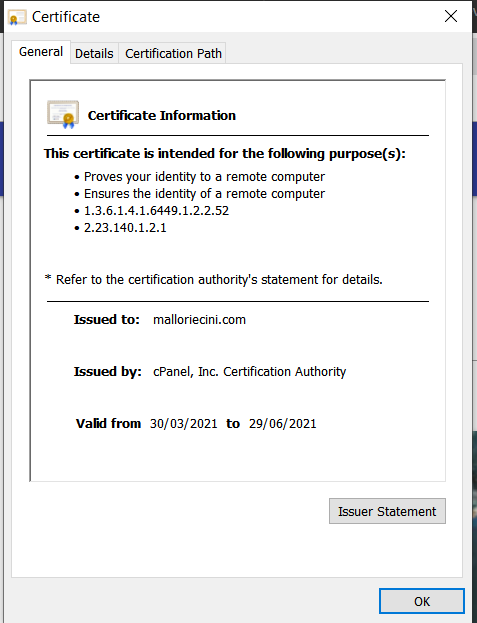 Certificate
General
Details
Certification Path
Certificate Information
This certificate is intended for the following purpose(s):
• Proves your identity to a remote computer
• Ensures the identity of a remote computer
• 1.3.6.1.4.1.6449.1.2.2.52
• 2.23.140.1.2.1
* Refer to the certification authority's statement for details.
Issued to: malloriecini.com
Issued by: cPanel, Inc. Certification Authority
Valid from 30/03/2021 to 29/06/2021
Issuer Statement
OK